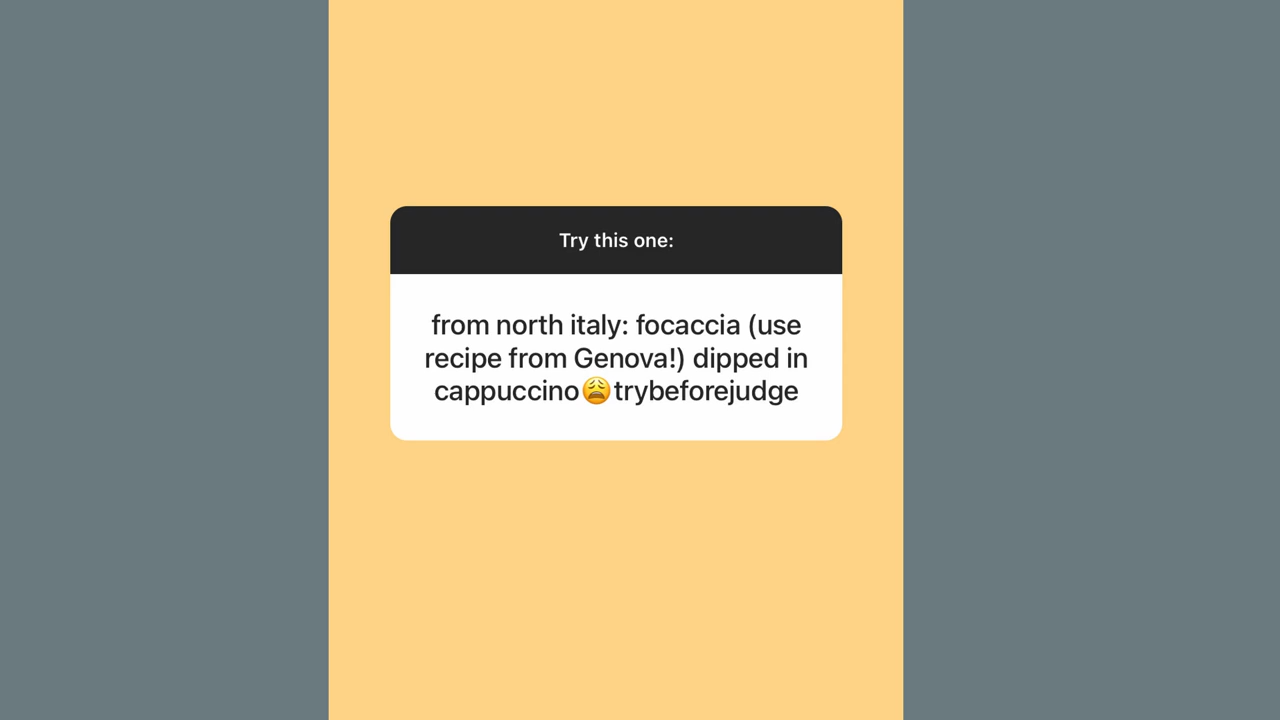 Try this one:
from north italy: focaccia (use
recipe from Genova!) dipped in
cappuccino😩trybeforejudge